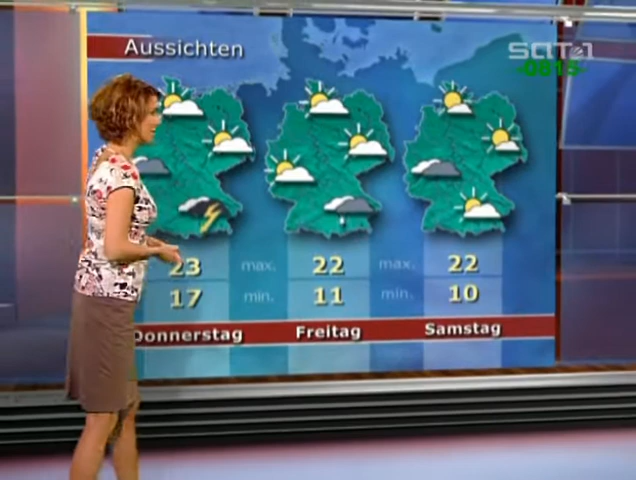 Aussichten
SAT.1
-0815-
23 max. 22 max. 22
17 min. 11 min. 10
Donnerstag Freitag Samstag